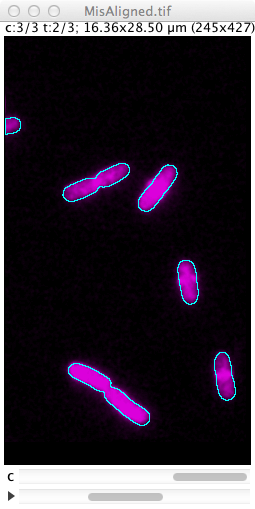 MisAligned.tif
c:3/3 t:2/3; 16.36x28.50 µm (245x427)
c